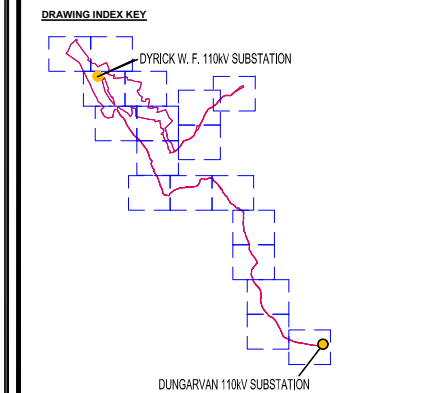 DRAWING INDEX KEY
DYRICK W. F. 110kV SUBSTATION
DUNGARVAN 110kV SUBSTATION